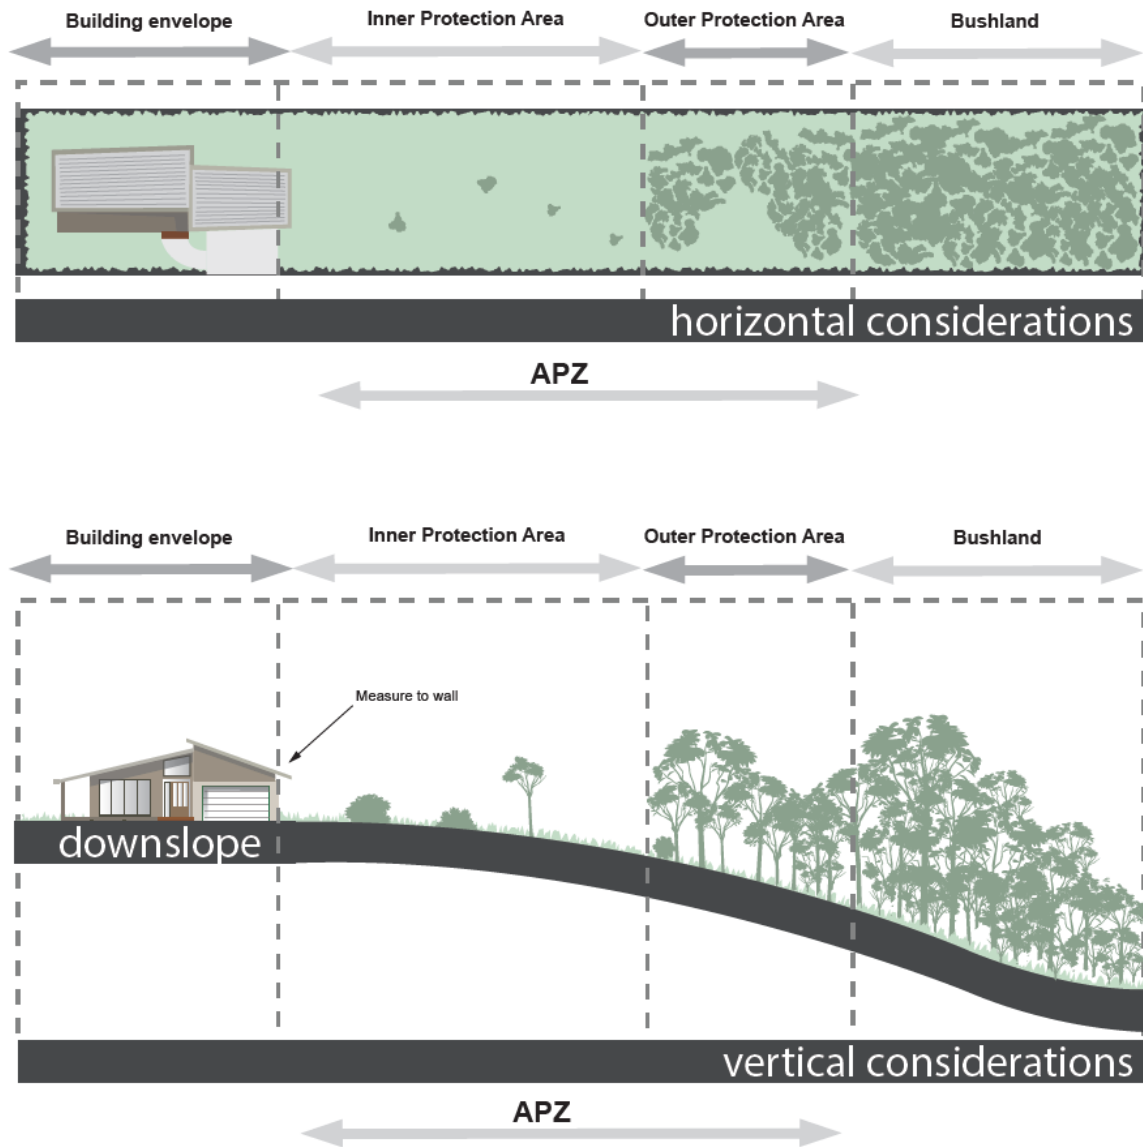 Building envelope
Inner Protection Area
Outer Protection Area
Bushland
horizontal considerations
APZ
Building envelope
Inner Protection Area
Outer Protection Area
Bushland
Measure to wall
downslope
vertical considerations
APZ